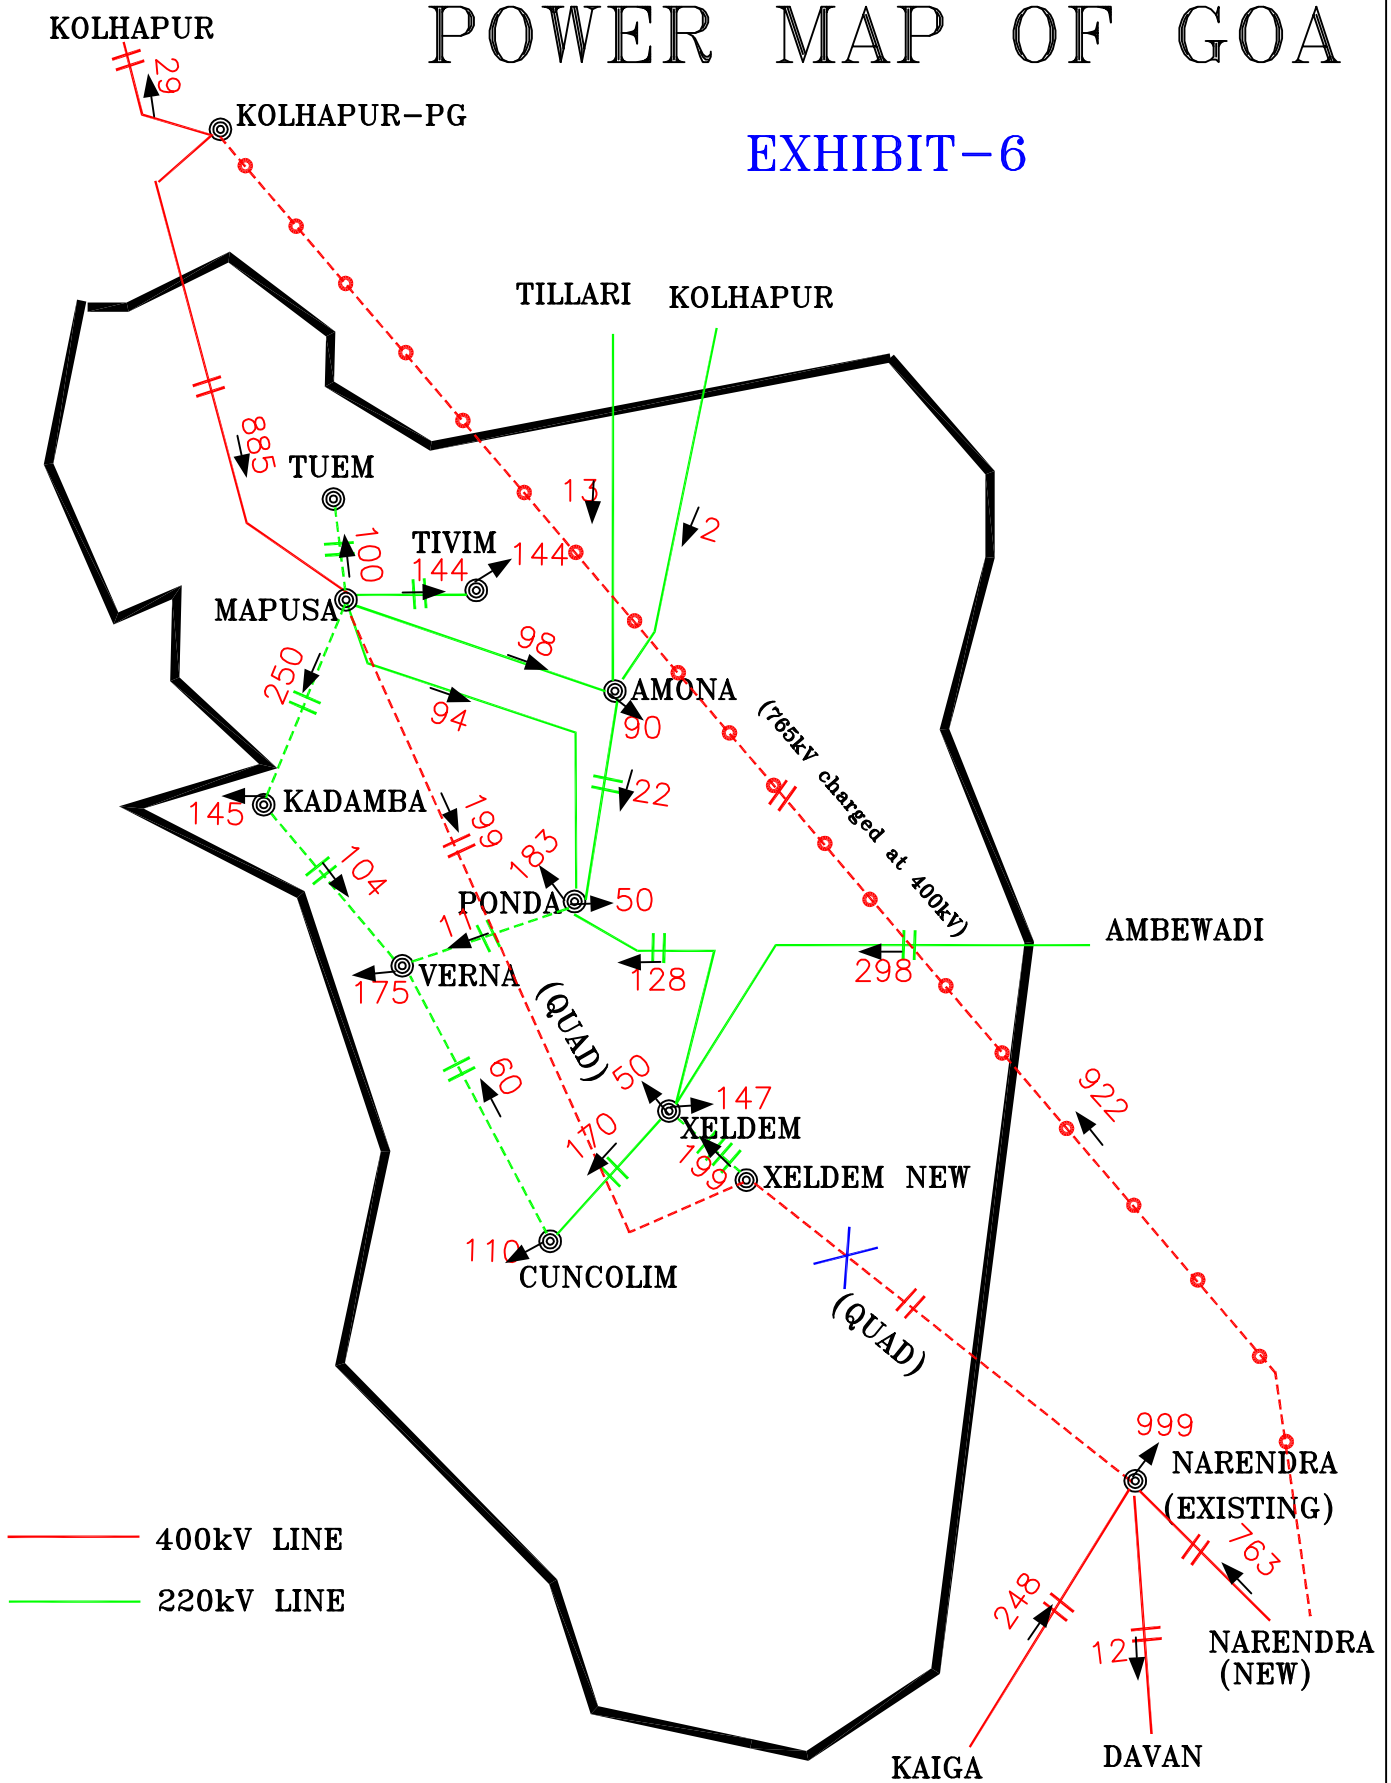 POWER MAP OF GOA
KOLHAPUR
29
KOLHAPUR-PG
EXHIBIT-6
TILLARI
KOLHAPUR
885
TUEM
13
2
100
TIVIM
144
144
MAPUSA
98
250
94
AMONA
90
(765kV charged at 400kV)
22
KADAMBA
145
199
104
183
PONDA
50
11
AMBEWADI
VERNA
175
128
298
(QUAD)
60
50
147
922
XELDEM
170
199
XELDEM NEW
110
CUNCOLIM
(QUAD)
999
NARENDRA
(EXISTING)
763
400kV LINE
220kV LINE
248
12
NARENDRA
(NEW)
KAIGA
DAVAN